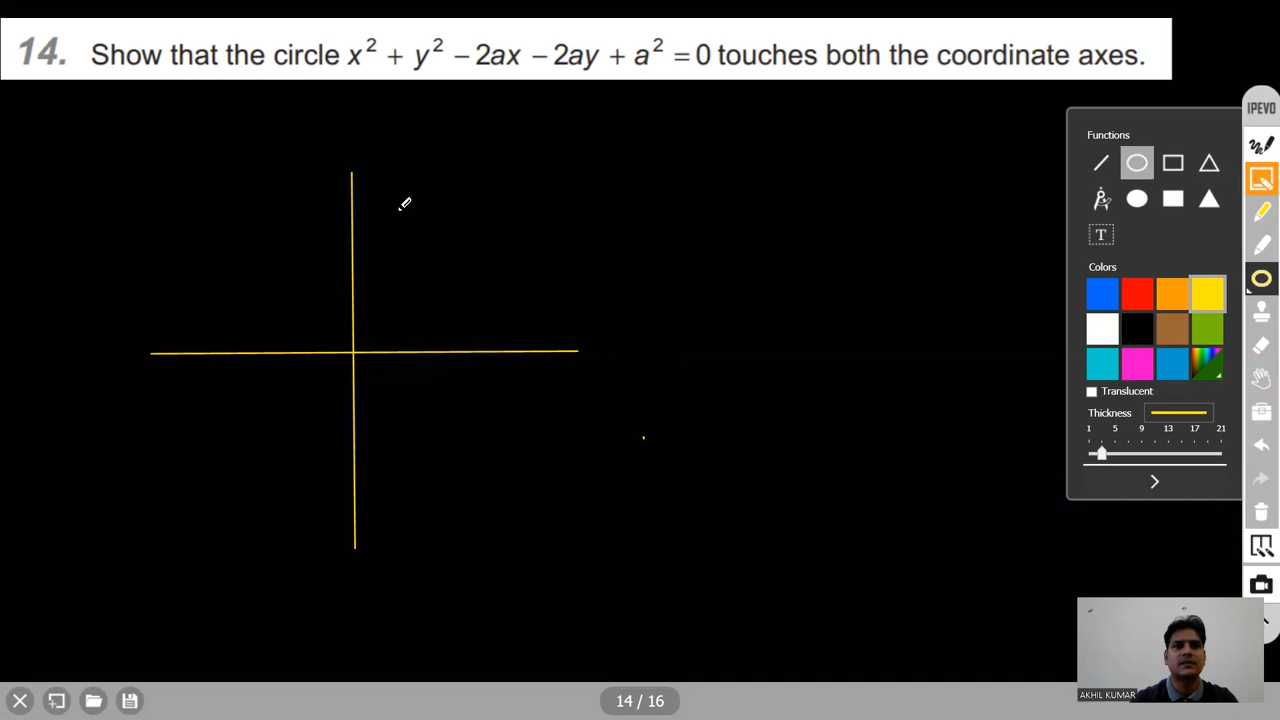 14. Show that the circle x² + y² − 2ax − 2ay + a² = 0 touches both the coordinate axes.
IPEVO
Functions
T
Colors
Translucent
Thickness
1 5 9 13 17 21
AKHIL KUMAR
14 / 16